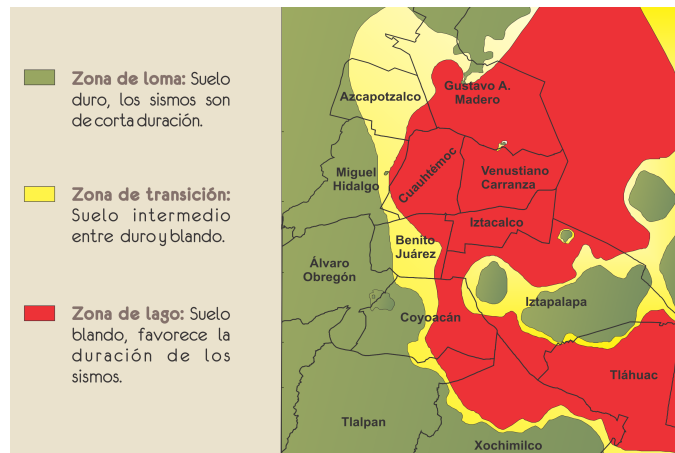 Zona de loma: Suelo
duro, los sismos son
de corta duración.
Zona de transición:
Suelo intermedio
entre duro y blando.
Zona de lago: Suelo
blando, favorece la
duración de los
sismos.
Gustavo A.
Madero
Azcapotzalco
Miguel
Hidalgo
Cuauhtémoc
Venustiano
Carranza
Iztacalco
Benito
Juárez
Álvaro
Obregón
Iztapalapa
Coyoacán
Tláhuac
Tlalpan
Xochimilco